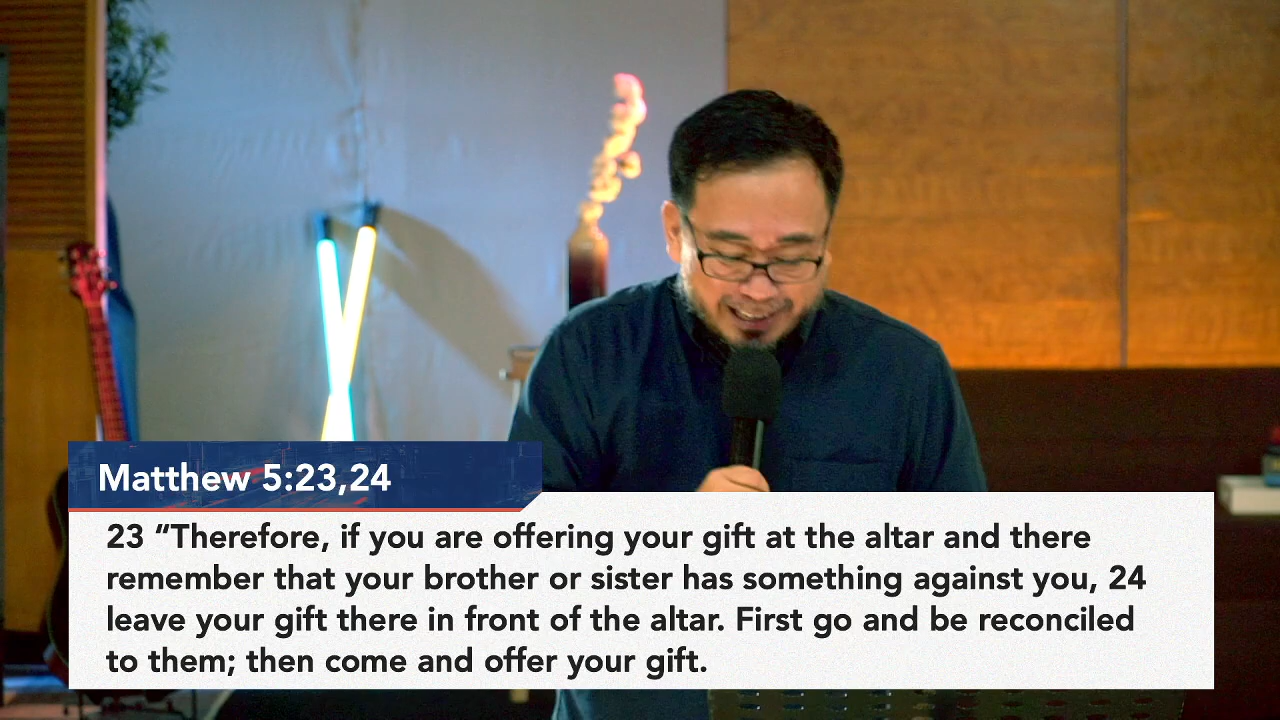 Matthew 5:23,24
23 “Therefore, if you are offering your gift at the altar and there
remember that your brother or sister has something against you, 24
leave your gift there in front of the altar. First go and be reconciled
to them; then come and offer your gift.